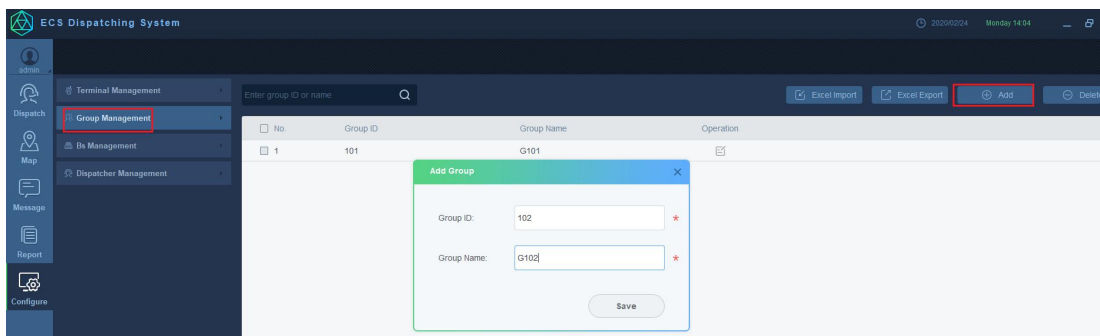 ECS Dispatching System
2020/02/24 Monday 14:04
admin
Dispatch
Map
Message
Report
Configure
Terminal Management
Group Management
Bs Management
Dispatcher Management
Enter group ID or name
Excel Import Excel Export Add Delete
No. Group ID Group Name Operation
1 101 G101
Add Group
Group ID: 102 *
Group Name: G102 *
Save